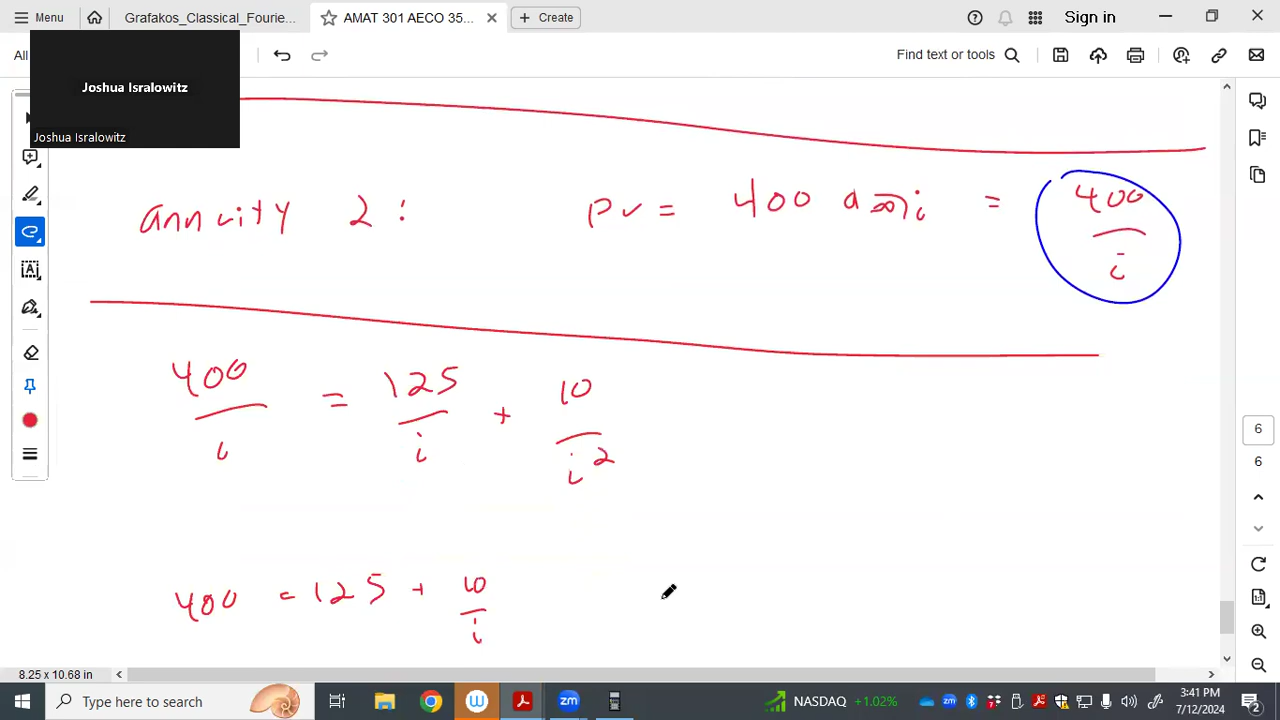 Menu
Grafakos_Classical_Fourie...
AMAT 301 AECO 35...
Create
Sign in
All
Find text or tools
Joshua Isralowitz
Joshua Isralowitz
annuity 2 : pv = 400 a ∞ i = 400/i
400/i = 125/i + 10/i^2
400 = 125 + 10/i
6
6
8.25 x 10.68 in
Type here to search
NASDAQ +1.02%
3:41 PM
7/12/2024
2